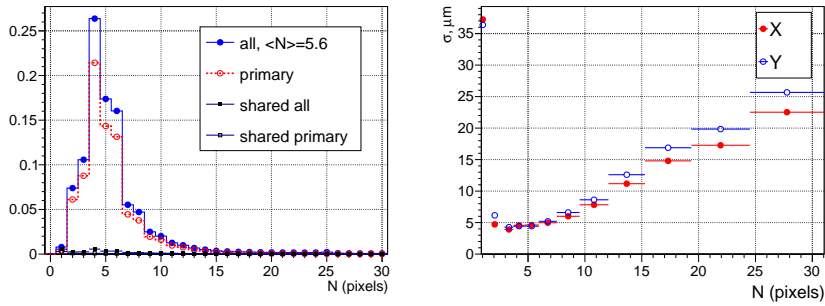 0.25
0.2
0.15
0.1
0.05
0
0 5 10 15 20 25 30
N (pixels)
all, <N>=5.6
primary
shared all
shared primary
σ, μm
35
30
25
20
15
10
5
0
5 10 15 20 25 30
N (pixels)
X
Y